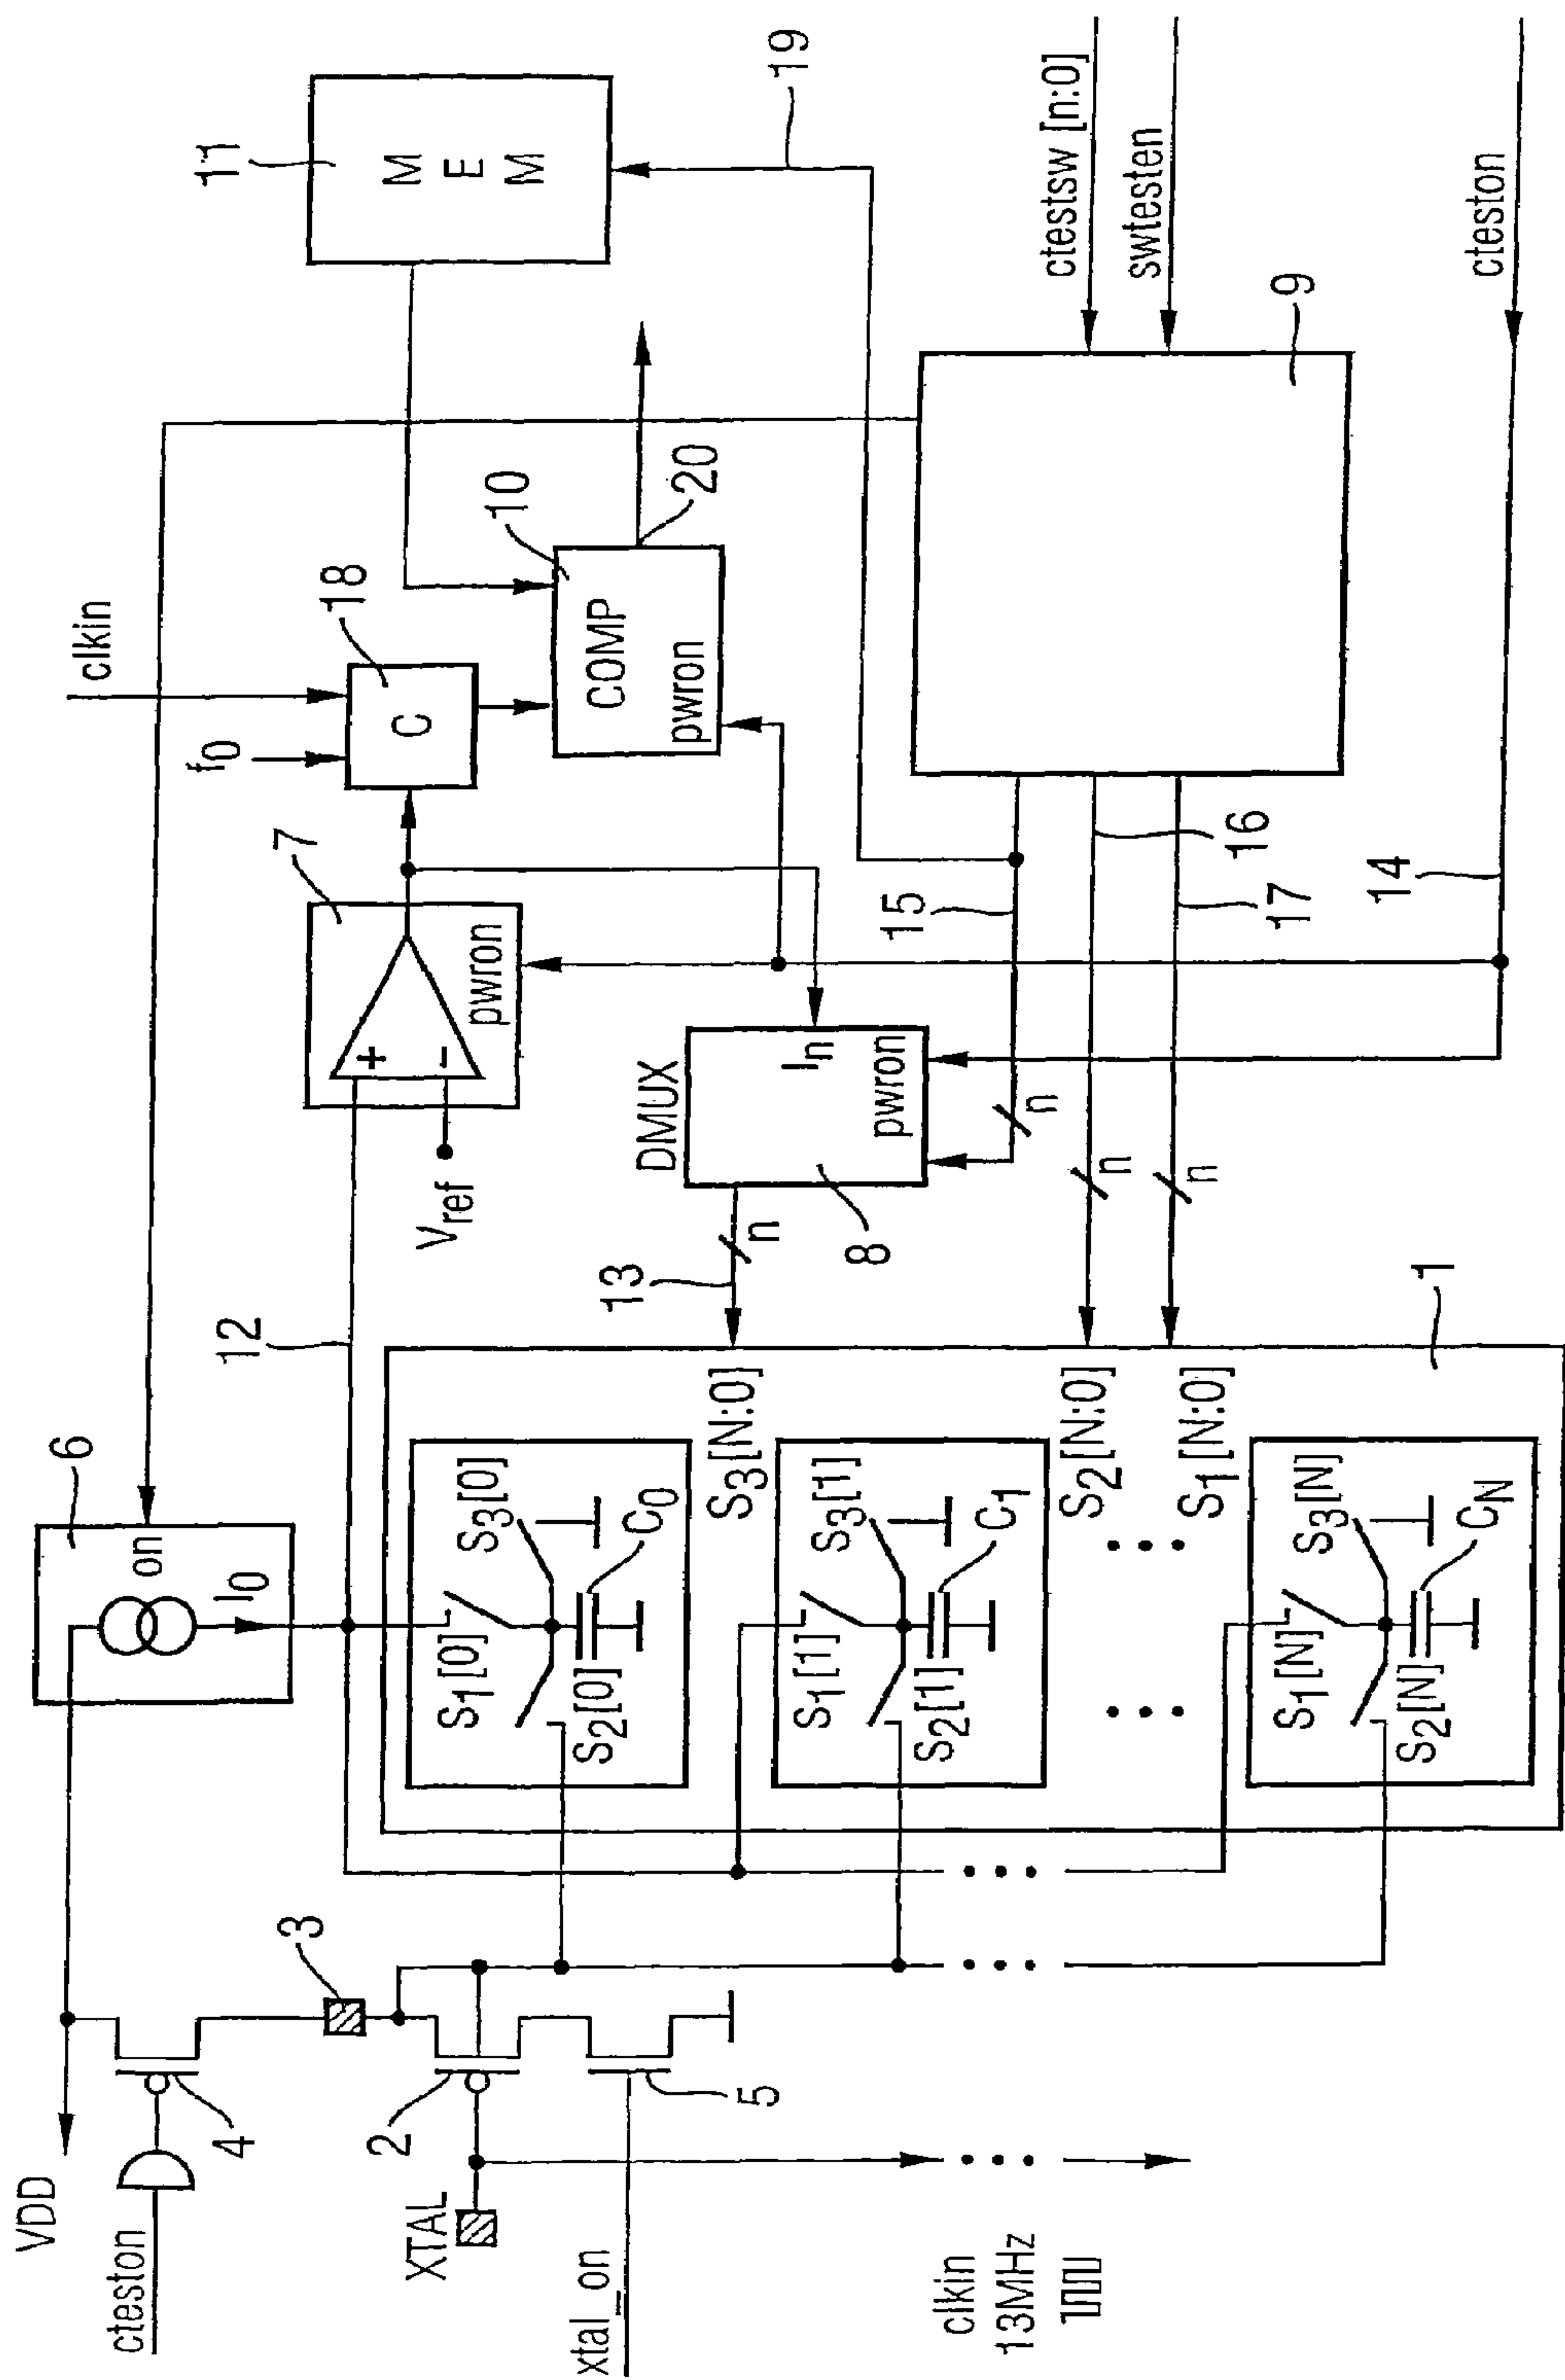 VDD
cteston
4
XTAL
2
3
xtal_on
5
clkin
13MHz
6
on
I0
12
S1[0]
S3[0]
S2[0]
C0
S3[N:0]
S1[1]
S3[1]
S2[1]
C1
S2[N:0]
S1[N:0]
S1[N]
S3[N]
S2[N]
CN
1
Vref
+
-
7
pwron
13
n
DMUX
In
pwron
8
n
15
n
16
n
17
14
f0
clkin
C
18
COMP
pwron
10
20
11
M
E
M
19
9
ctestsw [n:0]
swtesten
cteston